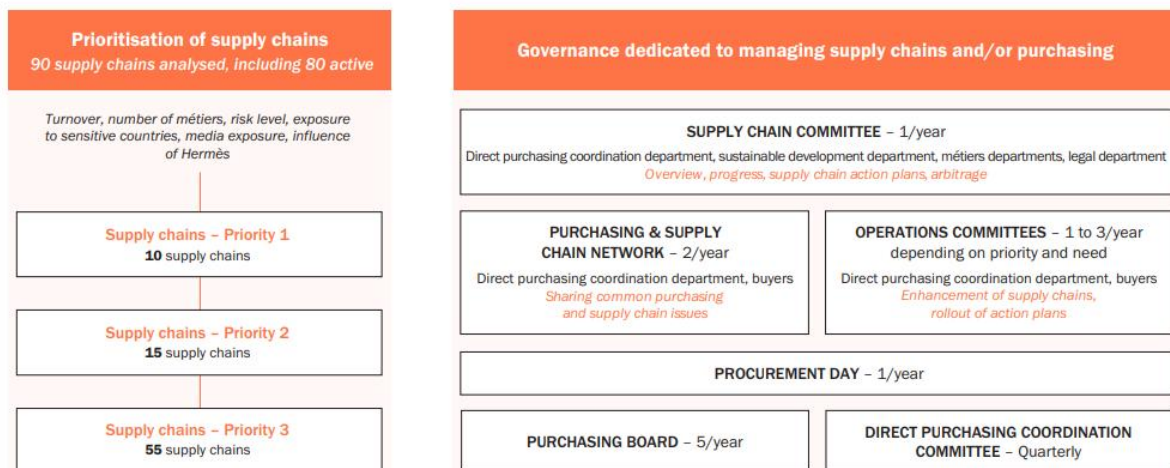 Prioritisation of supply chains
90 supply chains analysed, including 80 active
Turnover, number of métiers, risk level, exposure
to sensitive countries, media exposure, influence
of Hermès
Supply chains – Priority 1
10 supply chains
Supply chains – Priority 2
15 supply chains
Supply chains – Priority 3
55 supply chains
Governance dedicated to managing supply chains and/or purchasing
SUPPLY CHAIN COMMITTEE – 1/year
Direct purchasing coordination department, sustainable development department, métiers departments, legal department
Overview, progress, supply chain action plans, arbitrage
PURCHASING & SUPPLY
CHAIN NETWORK – 2/year
Direct purchasing coordination department, buyers
Sharing common purchasing
and supply chain issues
OPERATIONS COMMITTEES – 1 to 3/year
depending on priority and need
Direct purchasing coordination department, buyers
Enhancement of supply chains,
rollout of action plans
PROCUREMENT DAY – 1/year
PURCHASING BOARD – 5/year
DIRECT PURCHASING COORDINATION
COMMITTEE – Quarterly